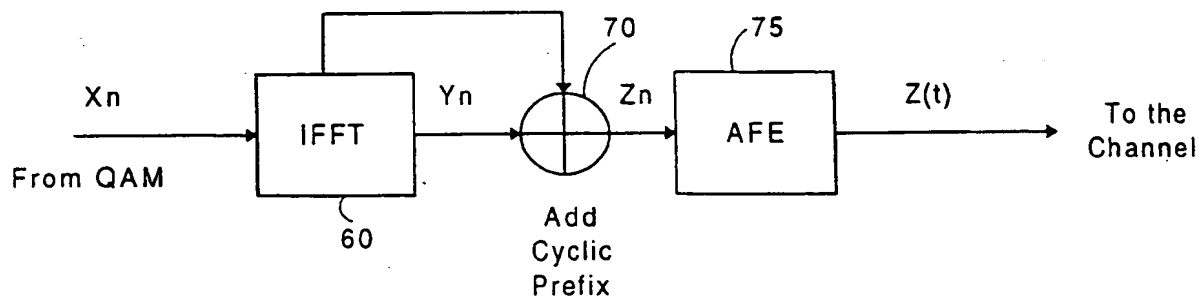 70
75
Xn
Yn
Zn
Z(t)
IFFT
AFE
To the
Channel
From QAM
60
Add
Cyclic
Prefix